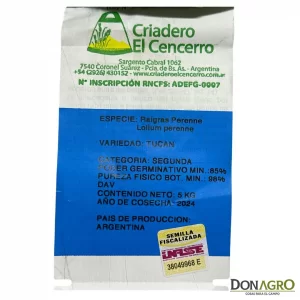 Criadero
El Cencerro
Sargento Cabral 1062
7540 Coronel Suárez - Pcia. de Bs. As. - Argentina
+54 (2926) 430152 - www.criaderoelcencerro.com.ar
Nº INSCRIPCIÓN RNCFS: ADEFG-0007
ESPECIE: Raigras Perenne
Lolium perenne
VARIEDAD: TUCAN
CATEGORIA: SEGUNDA
PODER GERMINATIVO MIN.:85%
PUREZA FISICO BOT. MIN.: 96%
DAV
CONTENIDO NETO: 5 KG
AÑO DE COSECHA: 2024
PAIS DE PRODUCCION:
ARGENTINA
SEMILLA
FISCALIZADA
INASE
38049968 E
DONAGRO